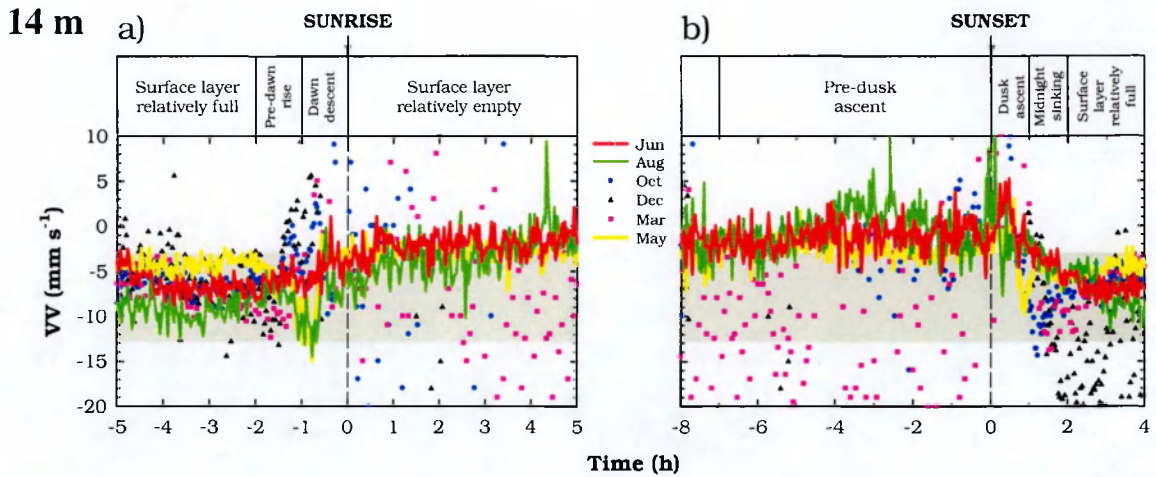 14 m
a)
SUNRISE
b)
SUNSET
Surface layer
relatively full
Pre-dawn
rise
Dawn
descent
Surface layer
relatively empty
Pre-dusk
ascent
Dusk
ascent
Midnight
sinking
Surface
layer
relatively
full
VV (mm s-1)
10
5
0
-5
-10
-15
-20
Jun
Aug
Oct
Dec
Mar
May
-5 -4 -3 -2 -1 0 1 2 3 4 5
-8 -6 -4 -2 0 2 4
Time (h)